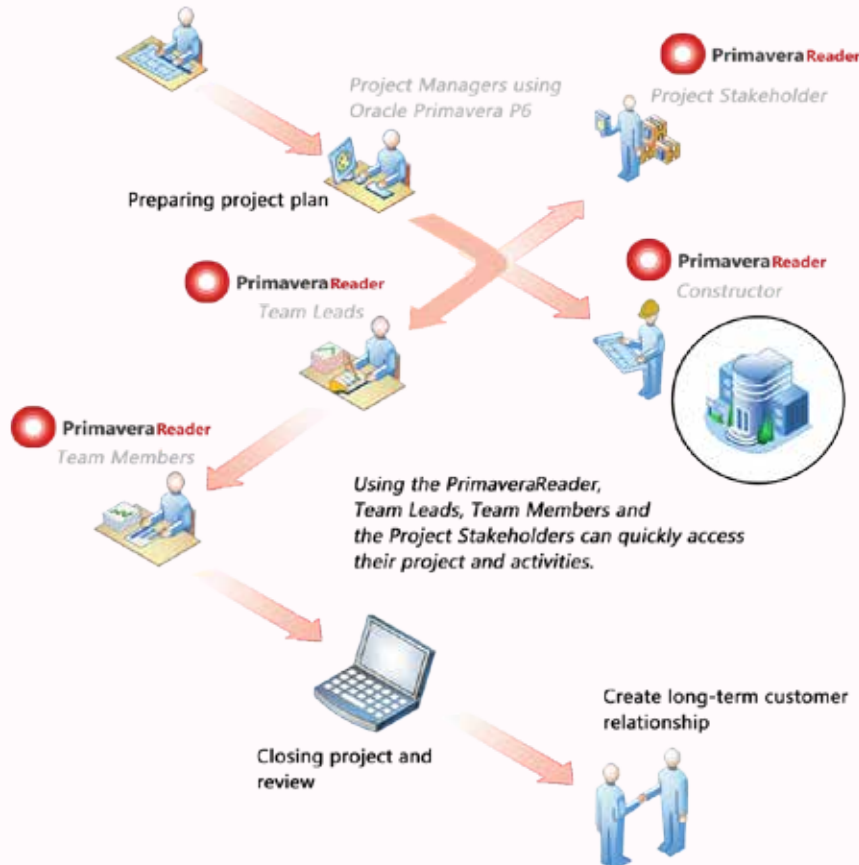 PrimaveraReader
Project Stakeholder
Project Managers using
Oracle Primavera P6
Preparing project plan
PrimaveraReader
Team Leads
PrimaveraReader
Constructor
PrimaveraReader
Team Members
Using the PrimaveraReader,
Team Leads, Team Members and
the Project Stakeholders can quickly access
their project and activities.
Closing project and
review
Create long-term customer
relationship